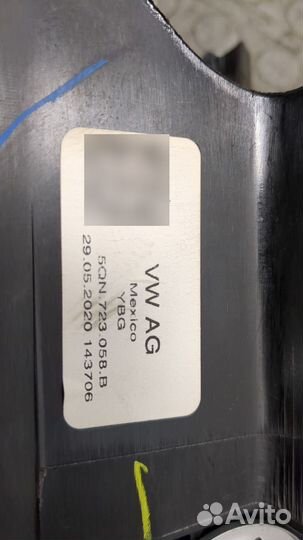 VW AG
Mexico
YBG
5QN.723.058.B
29.05.2020 143706
Avito